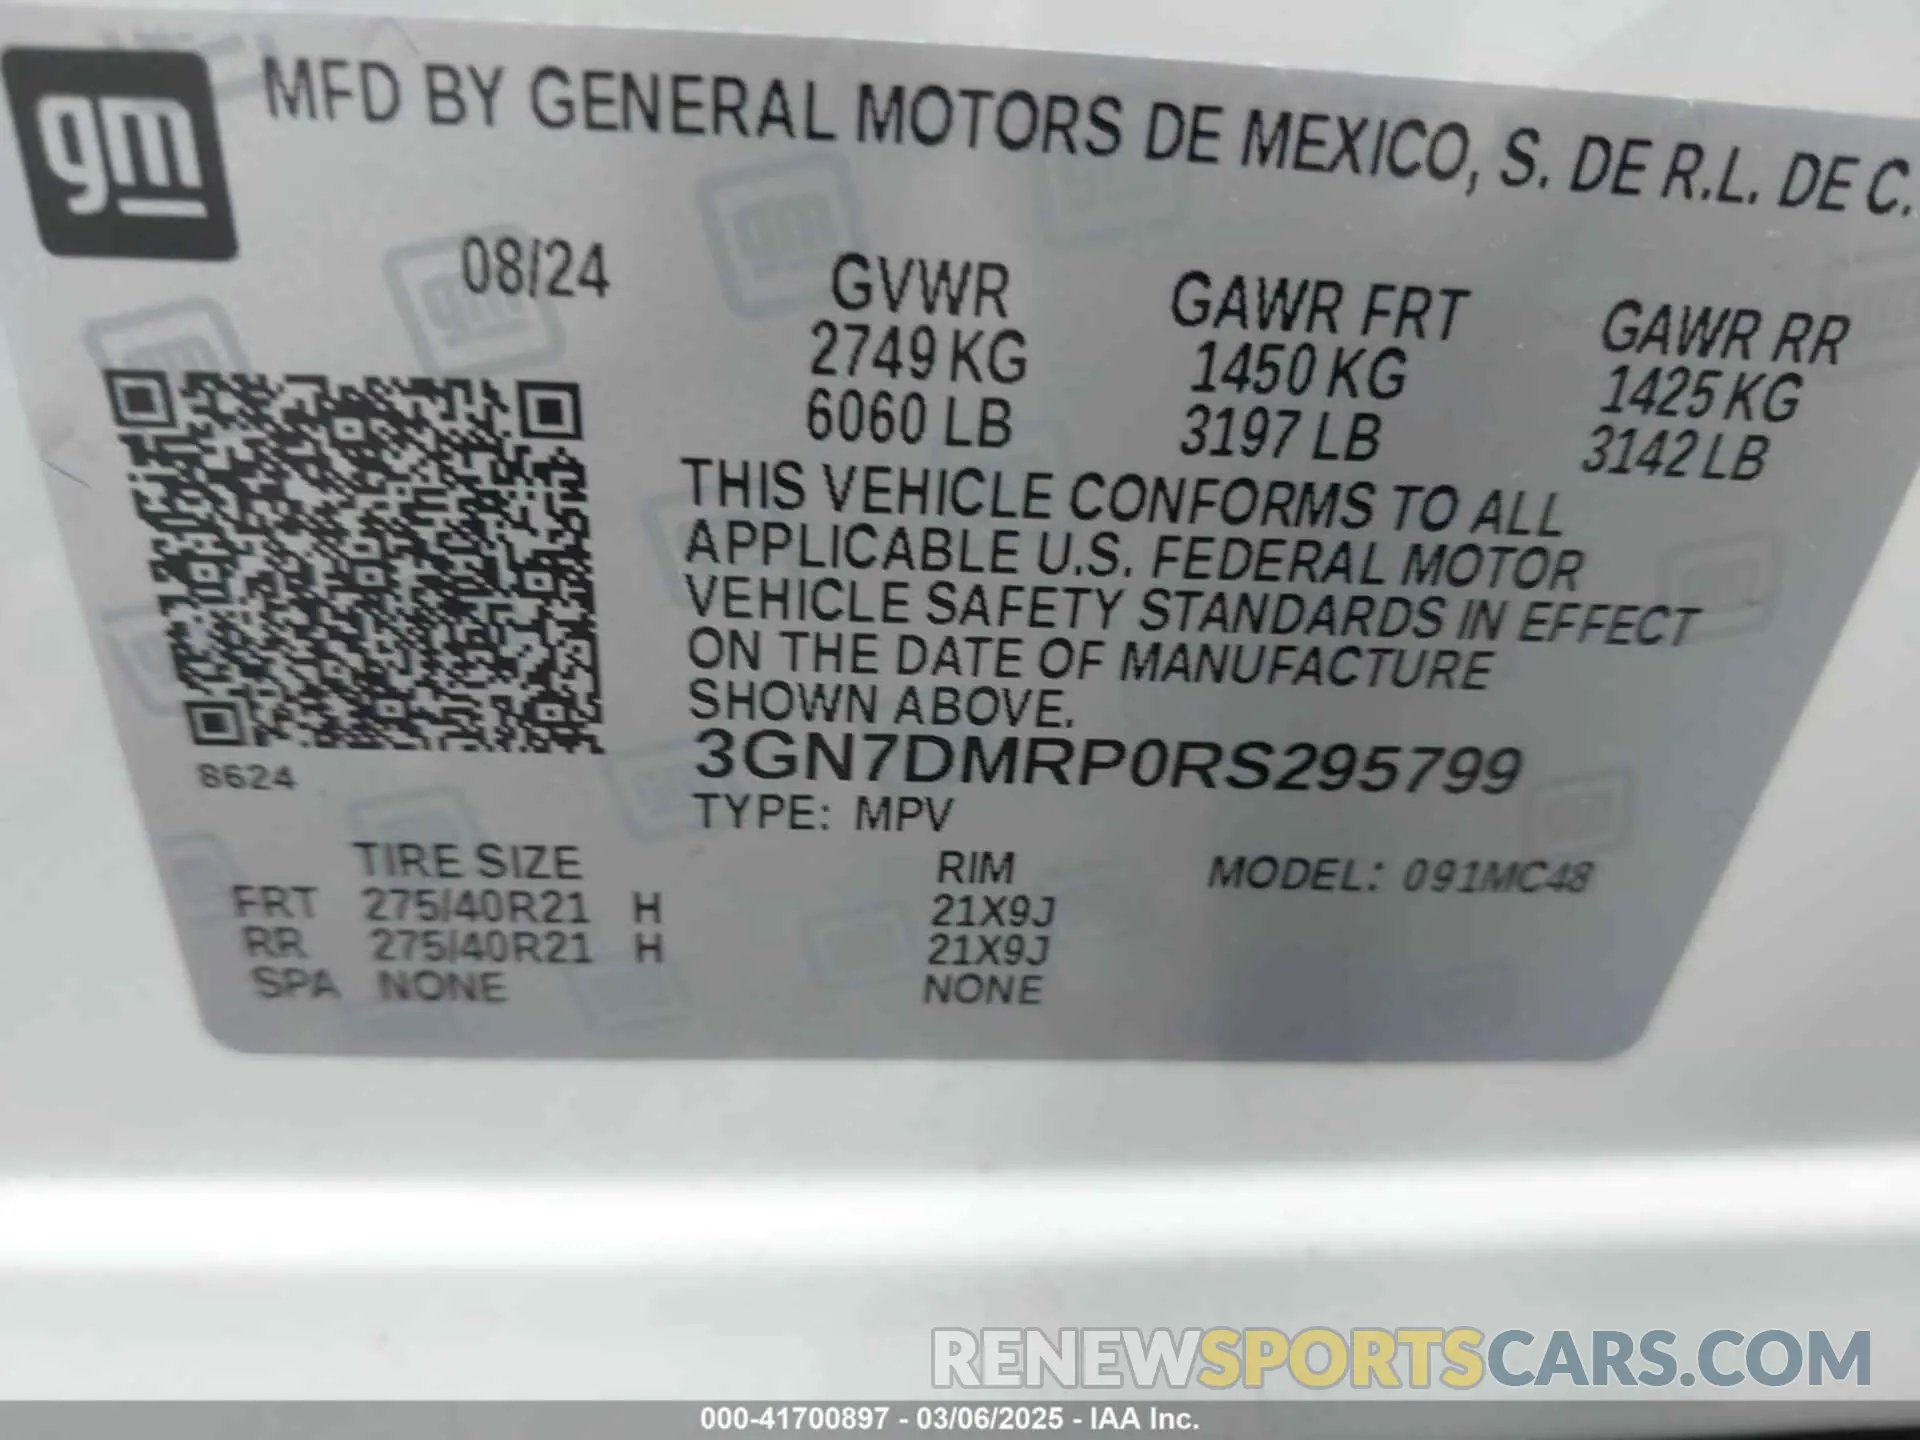 gm
MFD BY GENERAL MOTORS DE MEXICO, S. DE R.L. DE C.
08/24
GVWR GAWR FRT GAWR RR
2749 KG 1450 KG 1425 KG
6060 LB 3197 LB 3142 LB
THIS VEHICLE CONFORMS TO ALL
APPLICABLE U.S. FEDERAL MOTOR
VEHICLE SAFETY STANDARDS IN EFFECT
ON THE DATE OF MANUFACTURE
SHOWN ABOVE.
3GN7DMRP0RS295799
8624
TYPE: MPV
TIRE SIZE RIM MODEL: 091MC48
FRT 275/40R21 H 21X9J
RR 275/40R21 H 21X9J
SPA NONE NONE
RENEWSPORTSCARS.COM
000-41700897 - 03/06/2025 - IAA Inc.